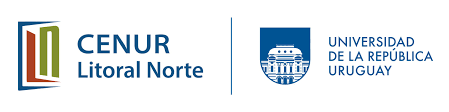 CENUR
Litoral Norte
UNIVERSIDAD
DE LA REPÚBLICA
URUGUAY